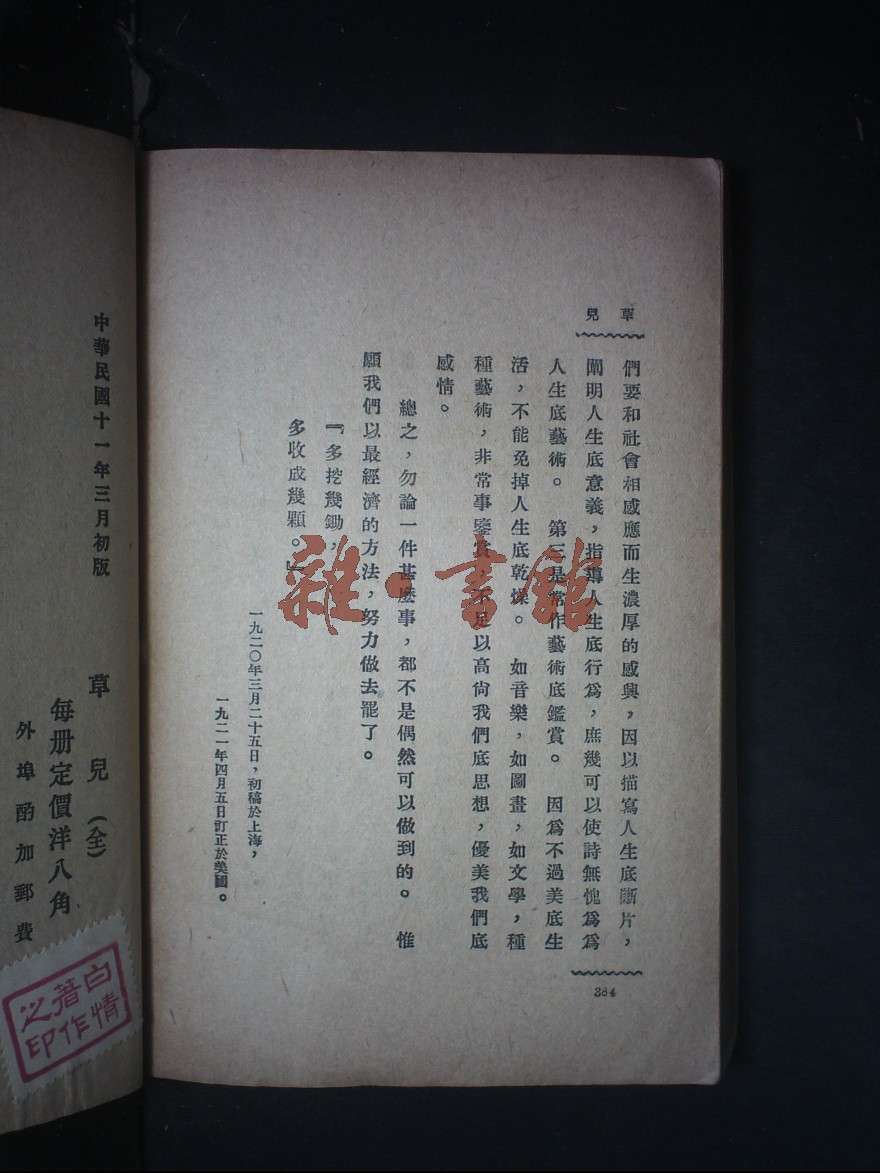 草兒
們要和社會相感應而生濃厚的感興，因以描寫人生底斷片，
闡明人生底意義，指導人生底行爲，庶幾可以使詩無愧爲爲
人生底藝術。　第三是常作藝術底鑑賞。　因爲不過美底生
活，不能免掉人生底乾燥。　如音樂，如圖畫，如文學，種
種藝術，非常事鑒賞，不足以高尙我們底思想，優美我們底
感情。
總之，勿論一件甚麽事，都不是偶然可以做到的。　惟
願我們以最經濟的方法，努力做去罷了。
『多挖幾鋤，
多收成幾顆。』
一九二〇年三月二十五日，初稿於上海，
一九二一年四月五日訂正於美國。
384
雜·書館
中華民國十一年三月初版
草兒（全）
每册定價洋八角
外埠酌加郵費
白情
著作
之印